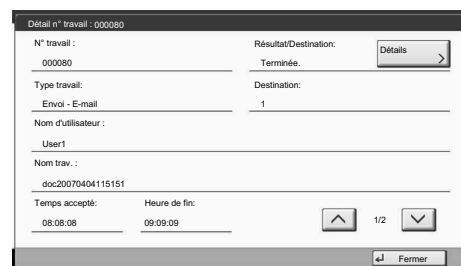 Détail n° travail : 000080
N° travail :
000080
Résultat/Destination:
Terminée.
Détails
Type travail:
Envoi - E-mail
Destination:
1
Nom d'utilisateur :
User1
Nom trav. :
doc20070404115151
Temps accepté:
08:08:08
Heure de fin:
09:09:09
1/2
Fermer